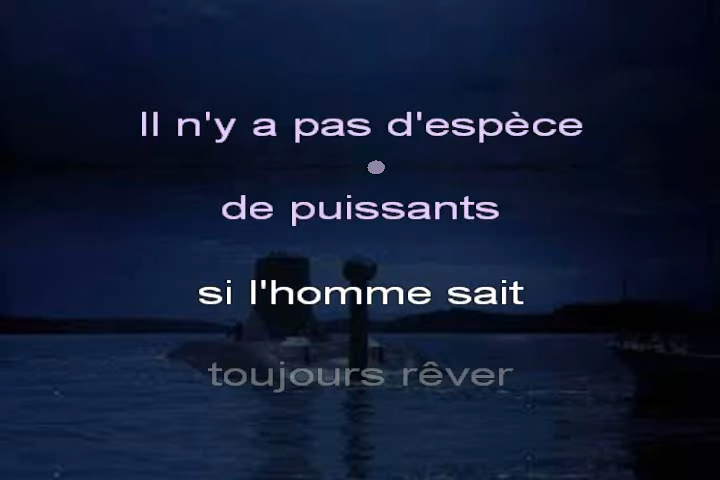 Il n'y a pas d'espèce
de puissants
si l'homme sait
toujours rêver